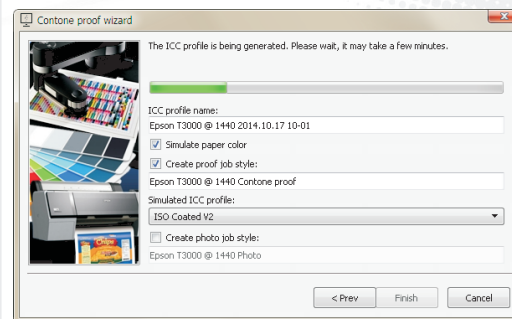 Contone proof wizard
The ICC profile is being generated. Please wait, it may take a few minutes.
ICC profile name:
Epson T3000 @ 1440 2014.10.17 10-01
Simulate paper color
Create proof job style:
Epson T3000 @ 1440 Contone proof
Simulated ICC profile:
ISO Coated V2
Create photo job style:
Epson T3000 @ 1440 Photo
< Prev Finish Cancel